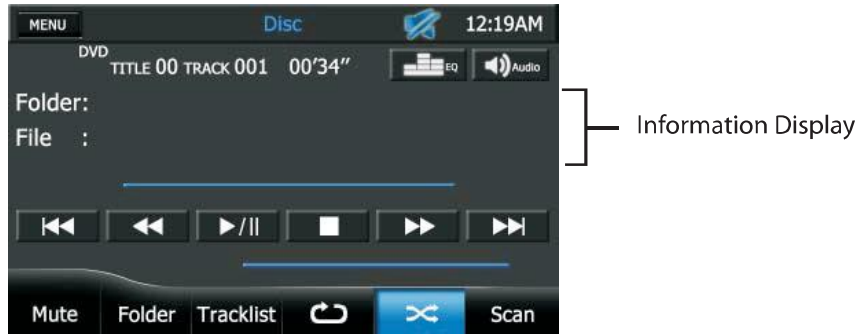 MENU Disc 12:19AM
DVD TITLE 00 TRACK 001 00'34" EQ Audio
Folder:
File :
Information Display
Mute Folder Tracklist Scan